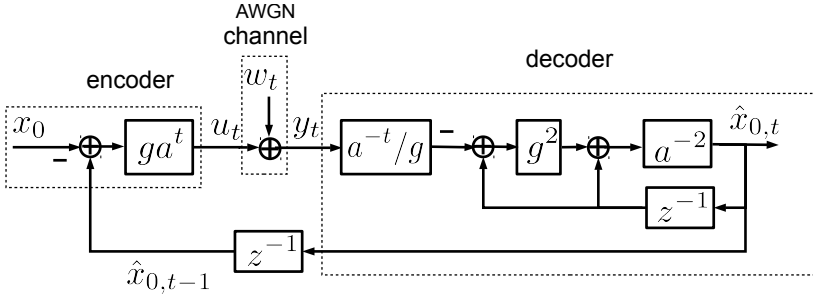 AWGN
channel
encoder
decoder
w_t
x_0
−
ga^t
u_t
y_t
a^{-t}/g
−
g^2
a^{-2}
x̂_{0,t}
z^{-1}
z^{-1}
x̂_{0,t−1}